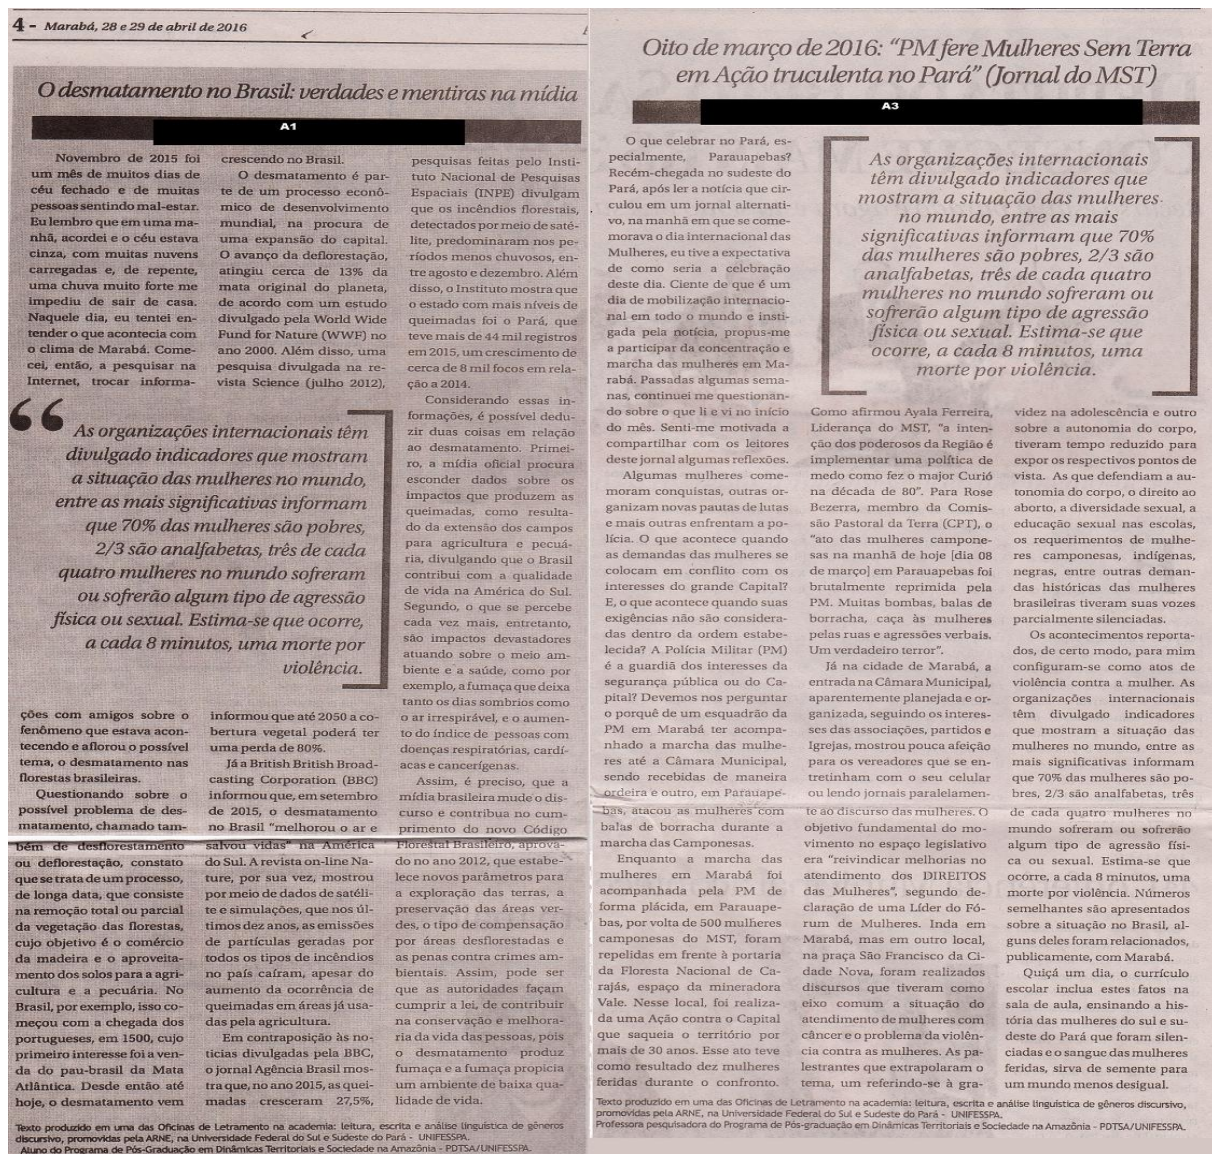 4 - Marabá, 28 e 29 de abril de 2016
O desmatamento no Brasil: verdades e mentiras na mídia
A1
Novembro de 2015 foi
um mês de muitos dias de
céu fechado e de muitas
pessoas sentindo mal-estar.
Eu lembro que em uma ma-
nhã, acordei e o céu estava
cinza, com muitas nuvens
carregadas e, de repente,
uma chuva muito forte me
impediu de sair de casa.
Naquele dia, eu tentei en-
tender o que acontecia com
o clima de Marabá. Come-
cei, então, a pesquisar na
Internet, trocar informa-
“
As organizações internacionais têm
divulgado indicadores que mostram
a situação das mulheres no mundo,
entre as mais significativas informam
que 70% das mulheres são pobres,
2/3 são analfabetas, três de cada
quatro mulheres no mundo sofreram
ou sofrerão algum tipo de agressão
física ou sexual. Estima-se que ocorre,
a cada 8 minutos, uma morte por
violência.
ções com amigos sobre o
fenômeno que estava acon-
tecendo e aflorou o possível
tema, o desmatamento nas
florestas brasileiras.
Questionando sobre o
possível problema de des-
matamento, chamado tam-
bém de desflorestamento
ou deflorestação, constato
que se trata de um processo,
de longa data, que consiste
na remoção total ou parcial
da vegetação das florestas,
cujo objetivo é o comércio
da madeira e o aproveita-
mento dos solos para a agri-
cultura e a pecuária. No
Brasil, por exemplo, isso co-
meçou com a chegada dos
portugueses, em 1500, cujo
primeiro interesse foi a ven-
da do pau-brasil da Mata
Atlântica. Desde então até
hoje, o desmatamento vem
crescendo no Brasil.
O desmatamento é par-
te de um processo econô-
mico de desenvolvimento
mundial, na procura de
uma expansão do capital.
O avanço da deflorestação,
atingiu cerca de 13% da
mata original do planeta,
de acordo com um estudo
divulgado pela World Wide
Fund for Nature (WWF) no
ano 2000. Além disso, uma
pesquisa divulgada na re-
vista Science (julho 2012),
informou que até 2050 a co-
bertura vegetal poderá ter
uma perda de 80%.
Já a British British Broad-
casting Corporation (BBC)
informou que, em setembro
de 2015, o desmatamento
no Brasil “melhorou o ar e
salvou vidas” na América
do Sul. A revista on-line Na-
ture, por sua vez, mostrou
por meio de dados de satéli-
te e simulações, que nos úl-
timos dez anos, as emissões
de partículas geradas por
todos os tipos de incêndios
no país caíram, apesar do
aumento da ocorrência de
queimadas em áreas já usa-
das pela agricultura.
Em contraposição às no-
ticias divulgadas pela BBC,
o jornal Agência Brasil mos-
tra que, no ano 2015, as quei-
madas cresceram 27,5%,
pesquisas feitas pelo Insti-
tuto Nacional de Pesquisas
Espaciais (INPE) divulgam
que os incêndios florestais,
detectados por meio de saté-
lite, predominaram nos pe-
ríodos menos chuvosos, en-
tre agosto e dezembro. Além
disso, o Instituto mostra que
o estado com mais níveis de
queimadas foi o Pará, que
teve mais de 44 mil registros
em 2015, um crescimento de
cerca de 8 mil focos em rela-
ção a 2014.
Considerando essas in-
formações, é possível dedu-
zir duas coisas em relação
ao desmatamento. Primei-
ro, a mídia oficial procura
esconder dados sobre os
impactos que produzem as
queimadas, como resulta-
do da extensão dos campos
para agricultura e pecuá-
ria, divulgando que o Brasil
contribui com a qualidade
de vida na América do Sul.
Segundo, o que se percebe
cada vez mais, entretanto,
são impactos devastadores
atuando sobre o meio am-
biente e a saúde, como por
exemplo, a fumaça que deixa
tanto os dias sombrios como
o ar irrespirável, e o aumen-
to do índice de pessoas com
doenças respiratórias, cardí-
acas e cancerígenas.
Assim, é preciso, que a
mídia brasileira mude o dis-
curso e contribua no cum-
primento do novo Código
Florestal Brasileiro, aprova-
do no ano 2012, que estabe-
lece novos parâmetros para
a exploração das terras, a
preservação das áreas ver-
des, o tipo de compensação
por áreas desflorestadas e
as penas contra crimes am-
bientais. Assim, pode ser
que as autoridades façam
cumprir a lei, de contribuir
na conservação e melhora-
ria da vida das pessoas, pois
o desmatamento produz
fumaça e a fumaça propicia
um ambiente de baixa qua-
lidade de vida.
Texto produzido em uma das Oficinas de Letramento na academia: leitura, escrita e análise linguística de gêneros
discursivo, promovidas pela ARNE, na Universidade Federal do Sul e Sudeste do Pará - UNIFESSPA.
Aluno do Programa de Pós-Graduação em Dinâmicas Territoriais e Sociedade na Amazônia - PDTSA/UNIFESSPA.
Oito de março de 2016: “PM fere Mulheres Sem Terra
em Ação truculenta no Pará” (Jornal do MST)
A3
O que celebrar no Pará, es-
pecialmente, Parauapebas?
Recém-chegada no sudeste do
Pará, após ler a notícia que cir-
culou em um jornal alternati-
vo, na manhã em que se come-
morava o dia internacional das
Mulheres, eu tive a expectativa
de como seria a celebração
deste dia. Ciente de que é um
dia de mobilização internacio-
nal em todo o mundo e insti-
gada pela notícia, propus-me
a participar da concentração e
marcha das mulheres em Ma-
rabá. Passadas algumas sema-
nas, continuei me questionan-
do sobre o que li e vi no início
do mês. Senti-me motivada a
compartilhar com os leitores
deste jornal algumas reflexões.
Algumas mulheres come-
moram conquistas, outras or-
ganizam novas pautas de lutas
e mais outras enfrentam a po-
lícia. O que acontece quando
as demandas das mulheres se
colocam em conflito com os
interesses do grande Capital?
E, o que acontece quando suas
exigências não são considera-
das dentro da ordem estabe-
lecida? A Polícia Militar (PM)
é a guardiã dos interesses da
segurança pública ou do Ca-
pital? Devemos nos perguntar
o porquê de um esquadrão da
PM em Marabá ter acompa-
nhado a marcha das mulhe-
res até a Câmara Municipal,
sendo recebidas de maneira
ordeira e outro, em Parauape-
bas, atacou as mulheres com
balas de borracha durante a
marcha das Camponesas.
Enquanto a marcha das
mulheres em Marabá foi
acompanhada pela PM de
forma plácida, em Parauape-
bas, por volta de 500 mulheres
camponesas do MST, foram
repelidas em frente à portaria
da Floresta Nacional de Ca-
rajás, espaço da mineradora
Vale. Nesse local, foi realiza-
da uma Ação contra o Capital
que saqueia o território por
mais de 30 anos. Esse ato teve
como resultado dez mulheres
feridas durante o confronto.
As organizações internacionais
têm divulgado indicadores que
mostram a situação das mulheres
no mundo, entre as mais
significativas informam que 70%
das mulheres são pobres, 2/3 são
analfabetas, três de cada quatro
mulheres no mundo sofreram ou
sofrerão algum tipo de agressão
física ou sexual. Estima-se que
ocorre, a cada 8 minutos, uma
morte por violência.
Como afirmou Ayala Ferreira,
Liderança do MST, “a inten-
ção dos poderosos da Região é
implementar uma política de
medo como fez o major Curió
na década de 80”. Para Rose
Bezerra, membro da Comis-
são Pastoral da Terra (CPT), o
“ato das mulheres campone-
sas na manhã de hoje [dia 08
de março] em Parauapebas foi
brutalmente reprimida pela
PM. Muitas bombas, balas de
borracha, caça às mulheres
pelas ruas e agressões verbais.
Um verdadeiro terror”.
Já na cidade de Marabá, a
entrada na Câmara Municipal,
aparentemente planejada e or-
ganizada, seguindo os interes-
ses das associações, partidos e
Igrejas, mostrou pouca afeição
para os vereadores que se en-
tretinham com o seu celular
ou lendo jornais paralelamen-
te ao discurso das mulheres. O
objetivo fundamental do mo-
vimento no espaço legislativo
era “reivindicar melhorias no
atendimento dos DIREITOS
das Mulheres”, segundo de-
claração de uma Líder do Fó-
rum de Mulheres. Inda em
Marabá, mas em outro local,
na praça São Francisco da Ci-
dade Nova, foram realizados
discursos que tiveram como
eixo comum a situação do
atendimento de mulheres com
câncer e o problema da violên-
cia contra as mulheres. As pa-
lestrantes que extrapolaram o
tema, um referindo-se à gra-
videz na adolescência e outro
sobre a autonomia do corpo,
tiveram tempo reduzido para
expor os respectivos pontos de
vista. As que defendiam a au-
tonomia do corpo, o direito ao
aborto, a diversidade sexual, a
educação sexual nas escolas,
os requerimentos de mulhe-
res camponesas, indígenas,
negras, entre outras deman-
das históricas das mulheres
brasileiras tiveram suas vozes
parcialmente silenciadas.
Os acontecimentos reporta-
dos, de certo modo, para mim
configuram-se como atos de
violência contra a mulher. As
organizações internacionais
têm divulgado indicadores
que mostram a situação das
mulheres no mundo, entre as
mais significativas informam
que 70% das mulheres são po-
bres, 2/3 são analfabetas, três
de cada quatro mulheres no
mundo sofreram ou sofrerão
algum tipo de agressão físi-
ca ou sexual. Estima-se que
ocorre, a cada 8 minutos, uma
morte por violência. Números
semelhantes são apresentados
sobre a situação no Brasil, al-
guns deles foram relacionados,
publicamente, com Marabá.
Quiçá um dia, o currículo
escolar inclua estes fatos na
sala de aula, ensinando a his-
tória das mulheres do sul e su-
deste do Pará que foram silen-
ciadas e o sangue das mulheres
feridas, sirva de semente para
um mundo menos desigual.
Texto produzido em uma das Oficinas de Letramento na academia: leitura, escrita e análise linguística de gêneros discursivo,
promovidas pela ARNE, na Universidade Federal do Sul e Sudeste do Pará - UNIFESSPA.
Professora pesquisadora do Programa de Pós-graduação em Dinâmicas Territoriais e Sociedade na Amazônia - PDTSA/UNIFESSPA.